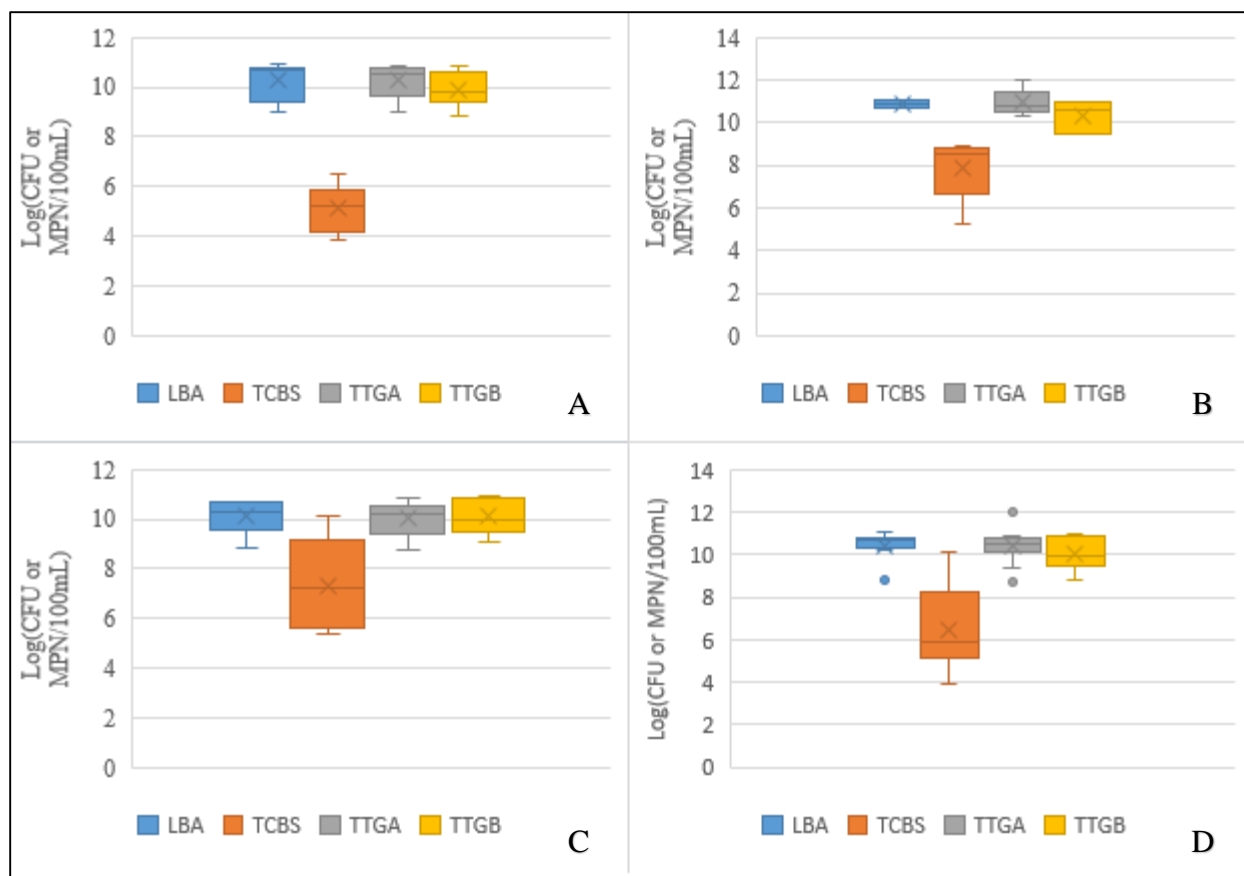 12
10
8
6
4
2
0
Log(CFU or
MPN/100mL)
LBA TCBS TTGA TTGB
A
14
12
10
8
6
4
2
0
Log(CFU or
MPN/100mL)
LBA TCBS TTGA TTGB
B
12
10
8
6
4
2
0
Log(CFU or
MPN/100mL)
LBA TCBS TTGA TTGB
C
14
12
10
8
6
4
2
0
Log(CFU or MPN/100mL)
LBA TCBS TTGA TTGB
D